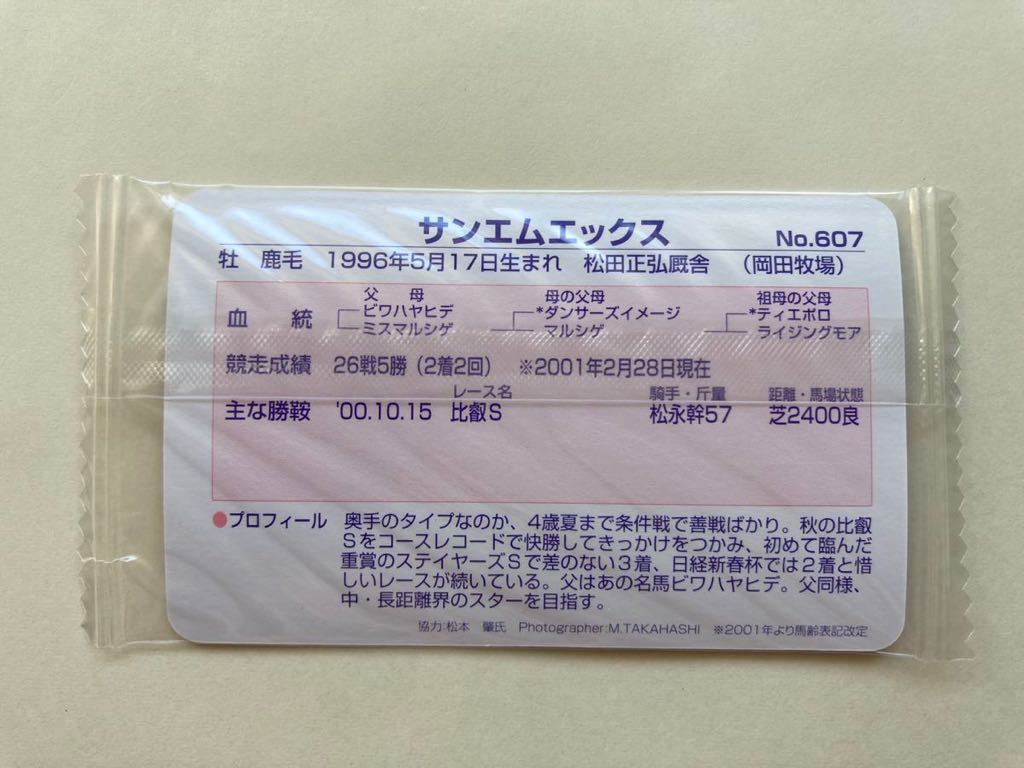 サンエムエックス No.607
牡 鹿毛 1996年5月17日生まれ 松田正弘厩舎 (岡田牧場)
父 母 母の父母 祖母の父母
血 統 ビワハヤヒデ *ダンサーズイメージ *ティエポロ
ミスマルシゲ マルシゲ ライジングモア
競走成績 26戦5勝(2着2回) ※2001年2月28日現在
レース名 騎手・斤量 距離・馬場状態
主な勝鞍 '00.10.15 比叡S 松永幹57 芝2400良
●プロフィール 奥手のタイプなのか、4歳夏まで条件戦で善戦ばかり。秋の比叡
Sをコースレコードで快勝してきっかけをつかみ、初めて臨んだ
重賞のステイヤーズSで差のない3着、日経新春杯では2着と惜
しいレースが続いている。父はあの名馬ビワハヤヒデ。父同様、
中・長距離界のスターを目指す。
協力:松本 肇氏 Photographer:M.TAKAHASHI ※2001年より馬齢表記改定